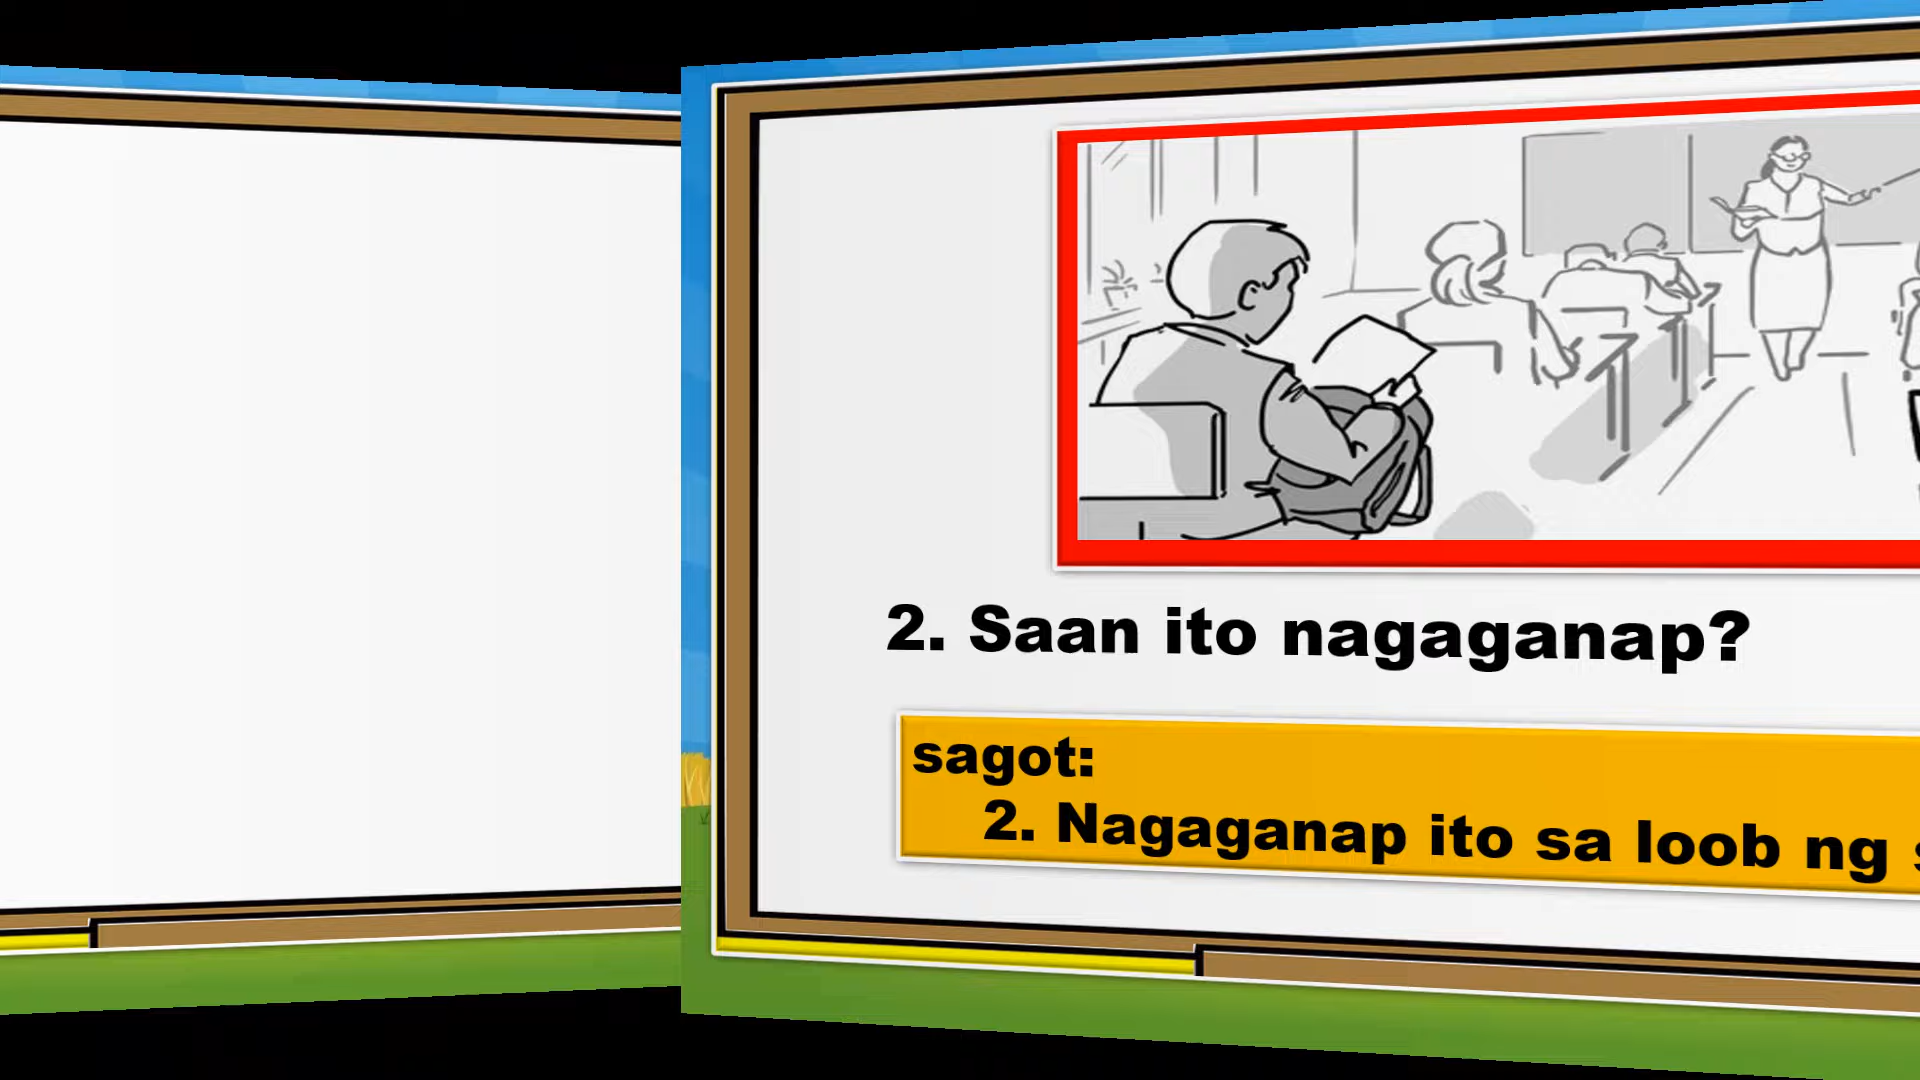 2. Saan ito nagaganap?
sagot:
2. Nagaganap ito sa loob ng